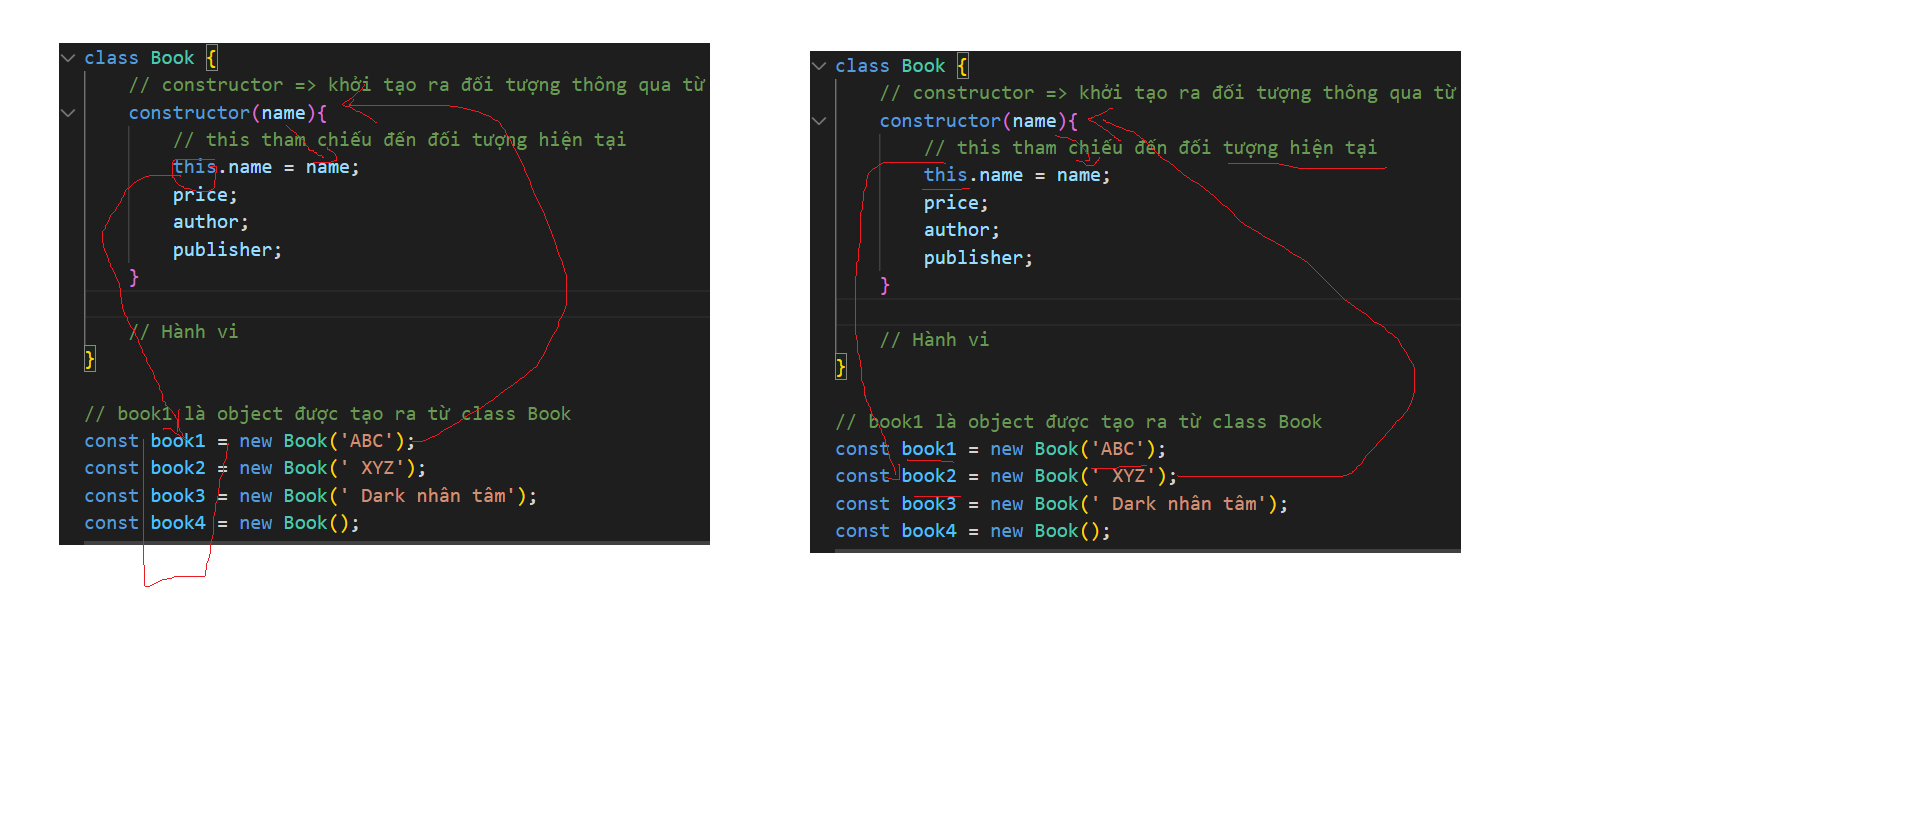 class Book {
// constructor => khởi tạo ra đối tượng thông qua từ
constructor(name){
// this tham chiếu đến đối tượng hiện tại
this.name = name;
price;
author;
publisher;
}
// Hành vi
}
// book1 là object được tạo ra từ class Book
const book1 = new Book('ABC');
const book2 = new Book(' XYZ');
const book3 = new Book(' Dark nhân tâm');
const book4 = new Book();
class Book {
// constructor => khởi tạo ra đối tượng thông qua từ
constructor(name){
// this tham chiếu đến đối tượng hiện tại
this.name = name;
price;
author;
publisher;
}
// Hành vi
}
// book1 là object được tạo ra từ class Book
const book1 = new Book('ABC');
const book2 = new Book(' XYZ');
const book3 = new Book(' Dark nhân tâm');
const book4 = new Book();